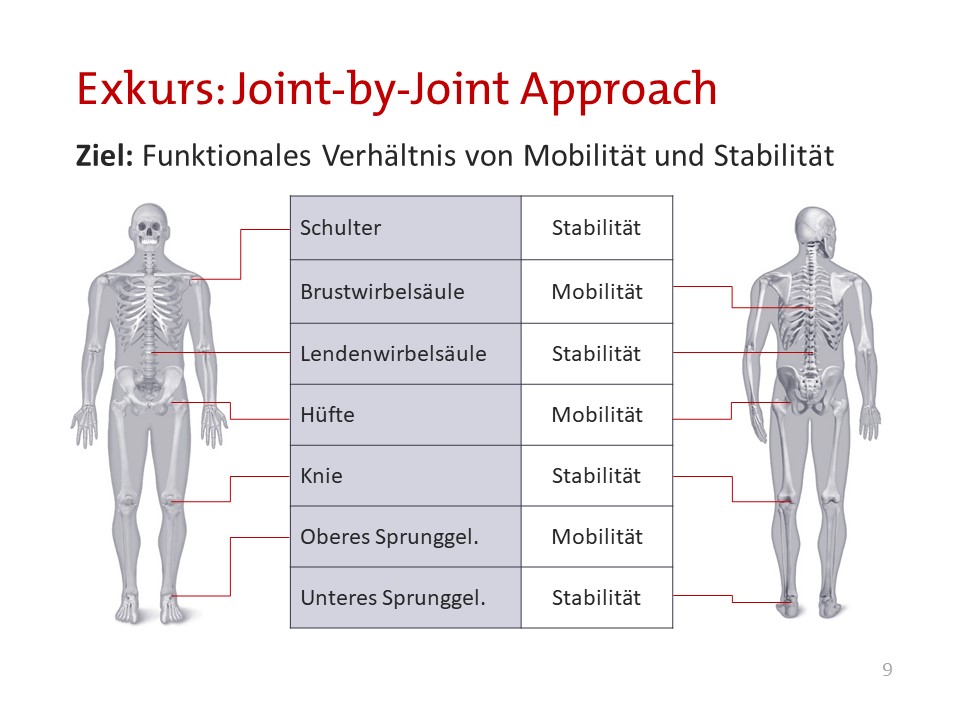 Exkurs: Joint-by-Joint Approach
Ziel: Funktionales Verhältnis von Mobilität und Stabilität
Schulter Stabilität
Brustwirbelsäule Mobilität
Lendenwirbelsäule Stabilität
Hüfte Mobilität
Knie Stabilität
Oberes Sprunggel. Mobilität
Unteres Sprunggel. Stabilität
9